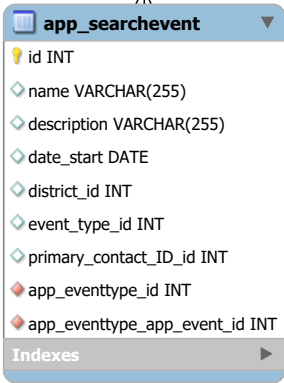 app_searchevent
id INT
name VARCHAR(255)
description VARCHAR(255)
date_start DATE
district_id INT
event_type_id INT
primary_contact_ID_id INT
app_eventtype_id INT
app_eventtype_app_event_id INT
Indexes